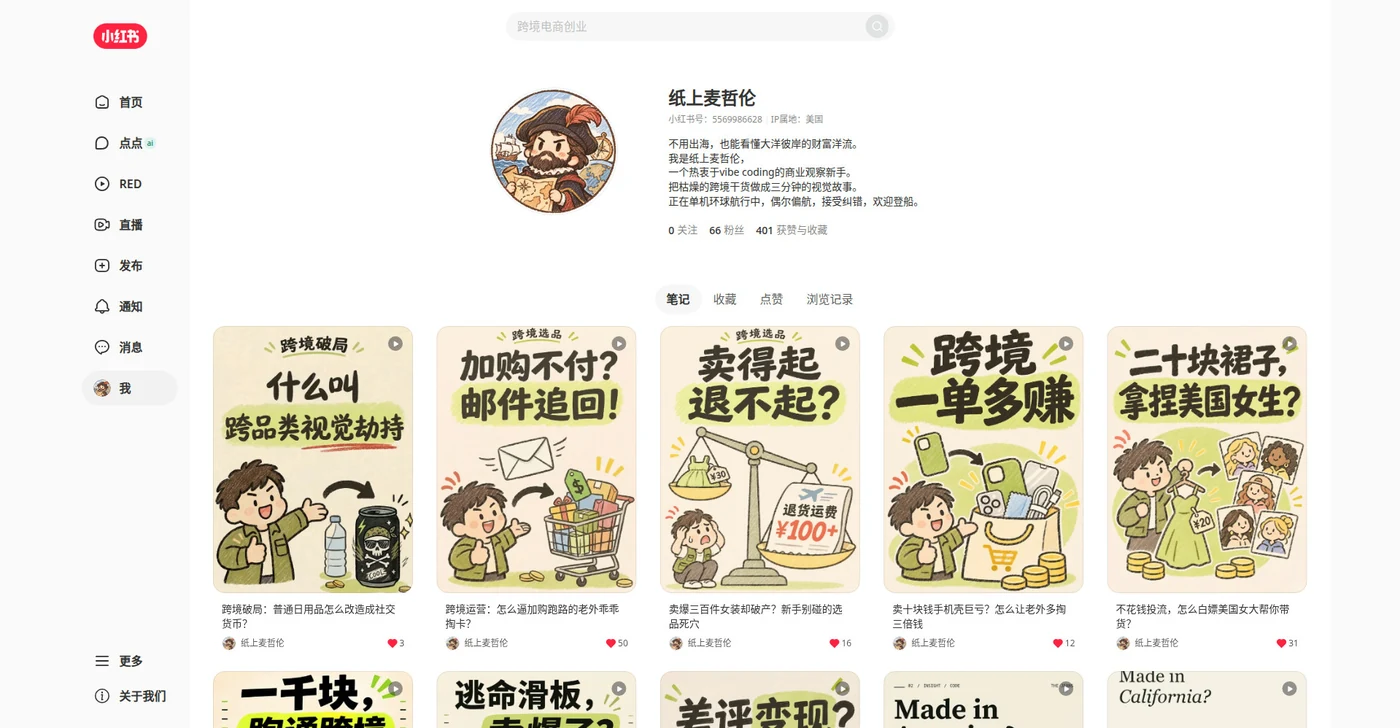 小红书
跨境电商创业
首页
点点 ai
RED
直播
发布
通知
消息
我
更多
关于我们
纸上麦哲伦
小红书号：5569986628 IP属地：美国
不用出海，也能看懂大洋彼岸的财富洋流。
我是纸上麦哲伦，
一个热衷于vibe coding的商业观察新手。
把枯燥的跨境干货做成三分钟的视觉故事。
正在单机环球航行中，偶尔偏航，接受纠错，欢迎登船。
0 关注 66 粉丝 401 获赞与收藏
笔记 收藏 点赞 浏览记录
跨境破局
什么叫
跨品类视觉劫持
COOL
跨境破局：普通日用品怎么改造成社交
货币？
纸上麦哲伦 3
跨境选品
加购不付？
邮件追回！
$
跨境运营：怎么逼加购跑路的老外乖乖
掏卡？
纸上麦哲伦 50
跨境选品
卖得起
退不起？
¥30
退货运费
¥100+
卖爆三百件女装却破产？新手别碰的选
品死穴
纸上麦哲伦 16
跨境
一单多赚
卖十块钱手机壳巨亏？怎么让老外多掏
三倍钱
纸上麦哲伦 12
二十块裙子，
拿捏美国女生？
¥20
不花钱投流，怎么白嫖美国女大帮你带
货？
纸上麦哲伦 31
一千块，
跑通跨境
逃命滑板，
卖爆了？
差评变现？
02 / INSIGHT / CODE
Made in
Made in
California?